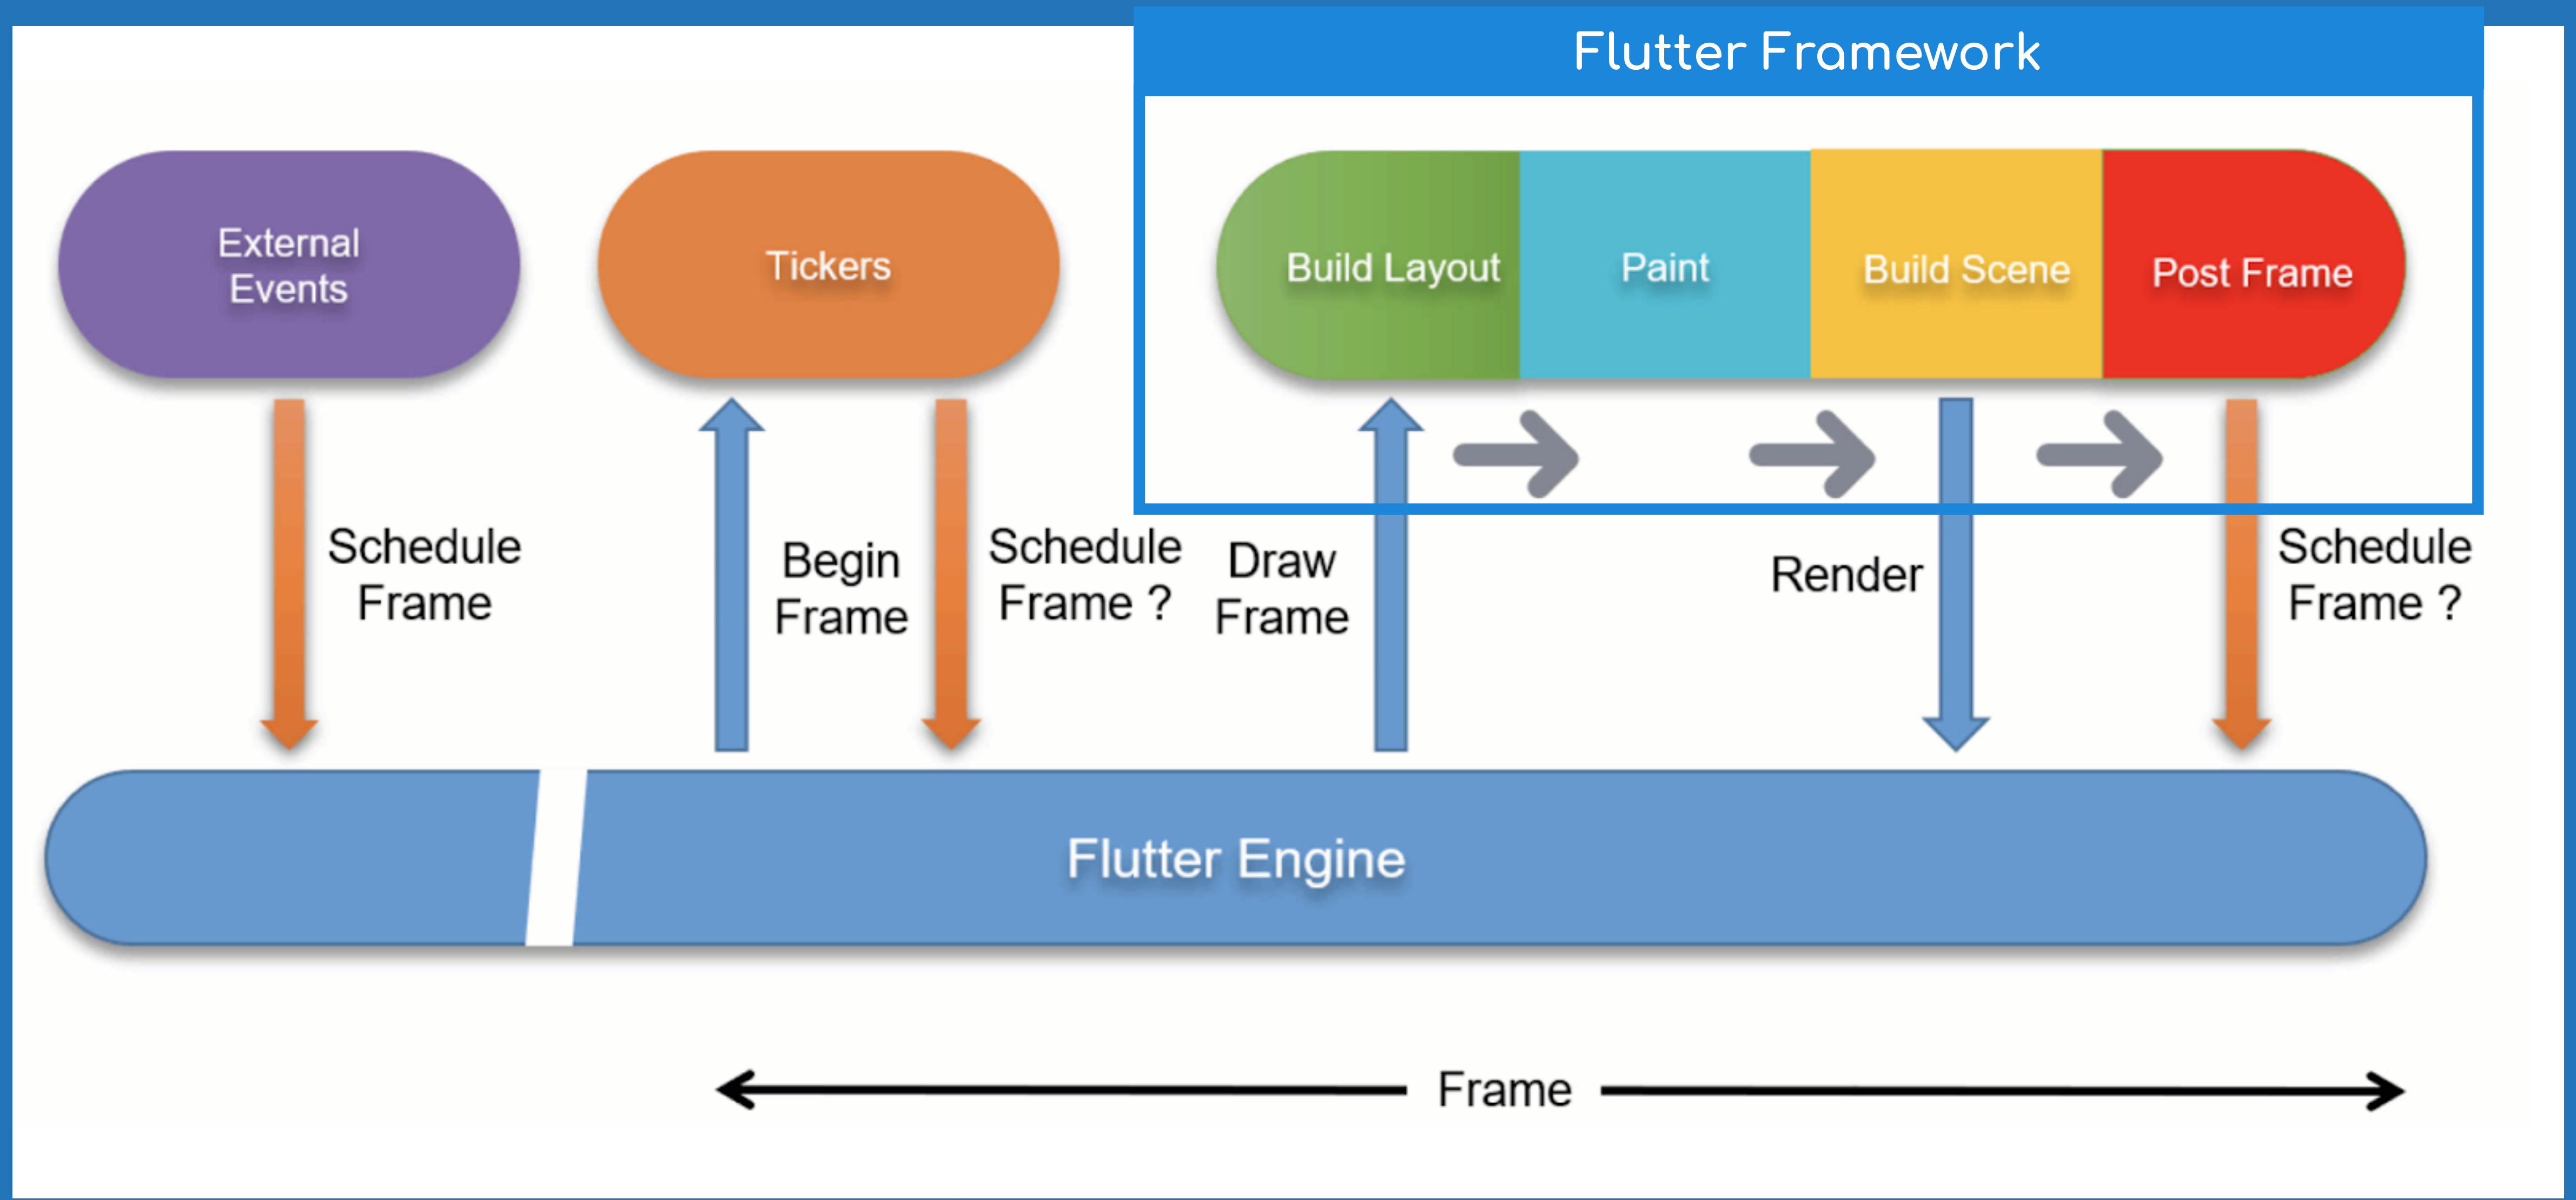 Flutter Framework
External
Events
Tickers
Build Layout
Paint
Build Scene
Post Frame
Schedule
Frame
Begin
Frame
Schedule
Frame ?
Draw
Frame
Render
Schedule
Frame ?
Flutter Engine
Frame